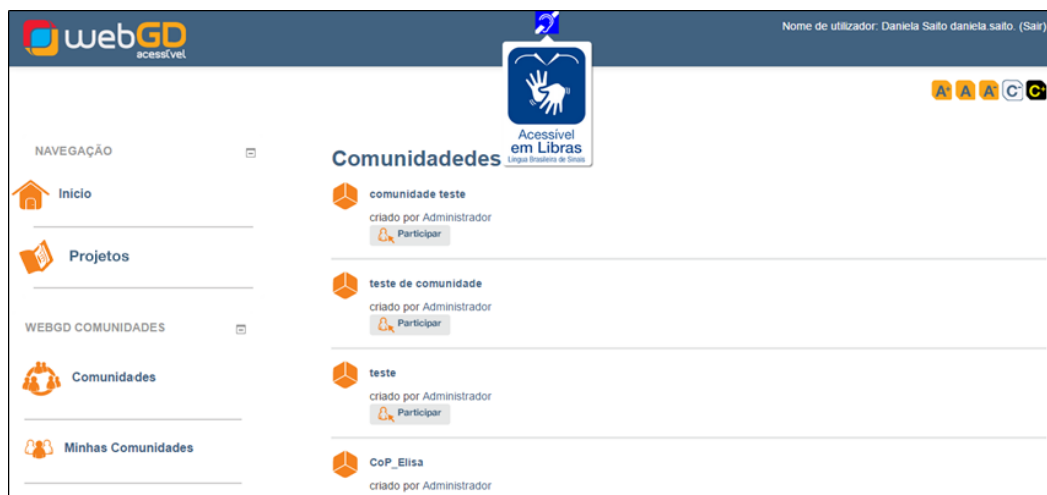 webGD
acessível
Nome de utilizador: Daniela Saito daniela.saito. (Sair)
A+ A A- C- C+
Acessível
em Libras
Língua Brasileira de Sinais
NAVEGAÇÃO
Inicio
Projetos
WEBGD COMUNIDADES
Comunidades
Minhas Comunidades
Comunidadedes
comunidade teste
criado por Administrador
Participar
teste de comunidade
criado por Administrador
Participar
teste
criado por Administrador
Participar
CoP_Elisa
criado por Administrador